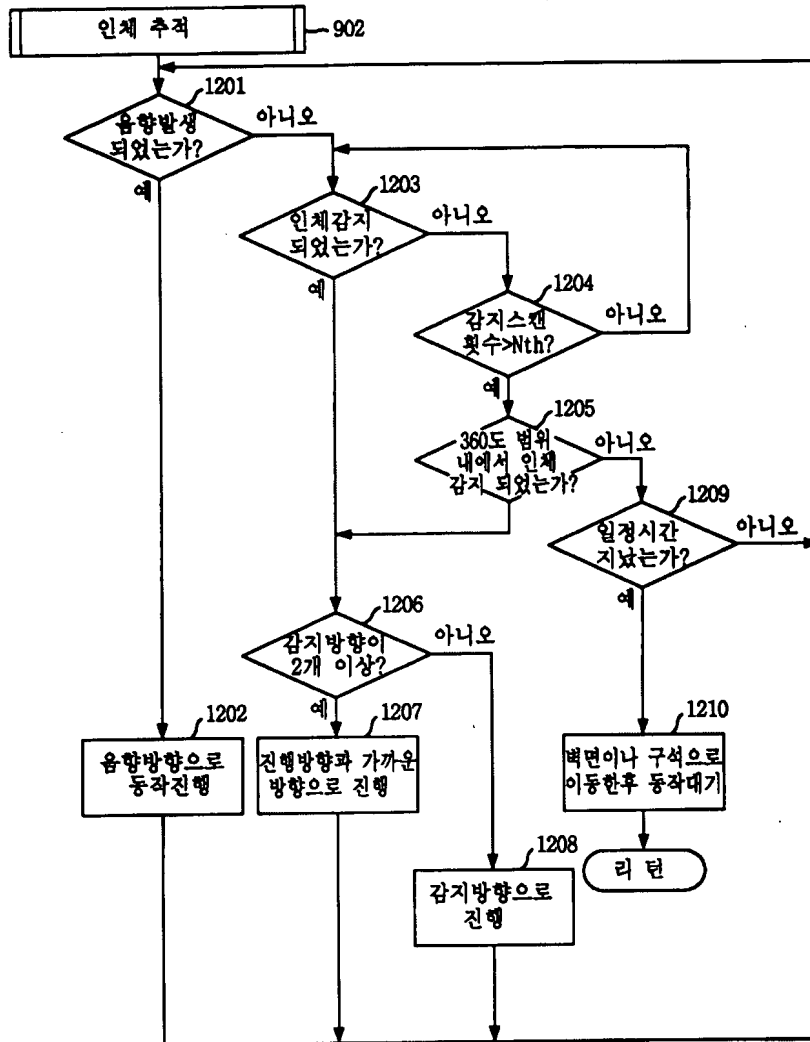 인체 추적
902
1201
음향발생
되었는가?
아니오
예
1203
인체감지
되었는가?
아니오
예
1204
감지스캔
횟수>Nth?
아니오
예
1205
360도 범위
내에서 인체
감지 되었는가?
아니오
1209
일정시간
지났는가?
아니오
예
1206
감지방향이
2개 이상?
아니오
예
1202
음향방향으로
동작진행
1207
진행방향과 가까운
방향으로 진행
1210
벽면이나 구석으로
이동한후 동작대기
1208
감지방향으로
진행
리 턴